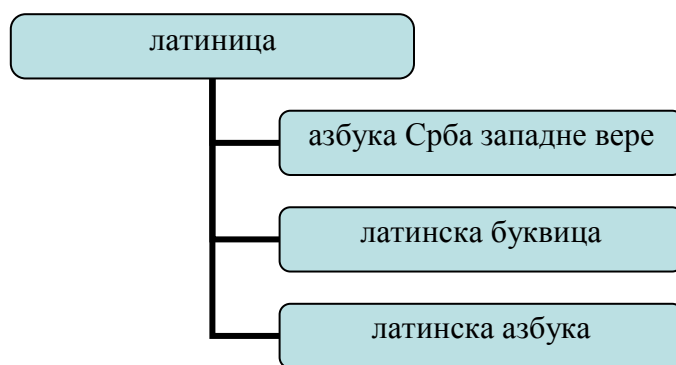 латиница
азбука Срба западне вере
латинска буквица
латинска азбука